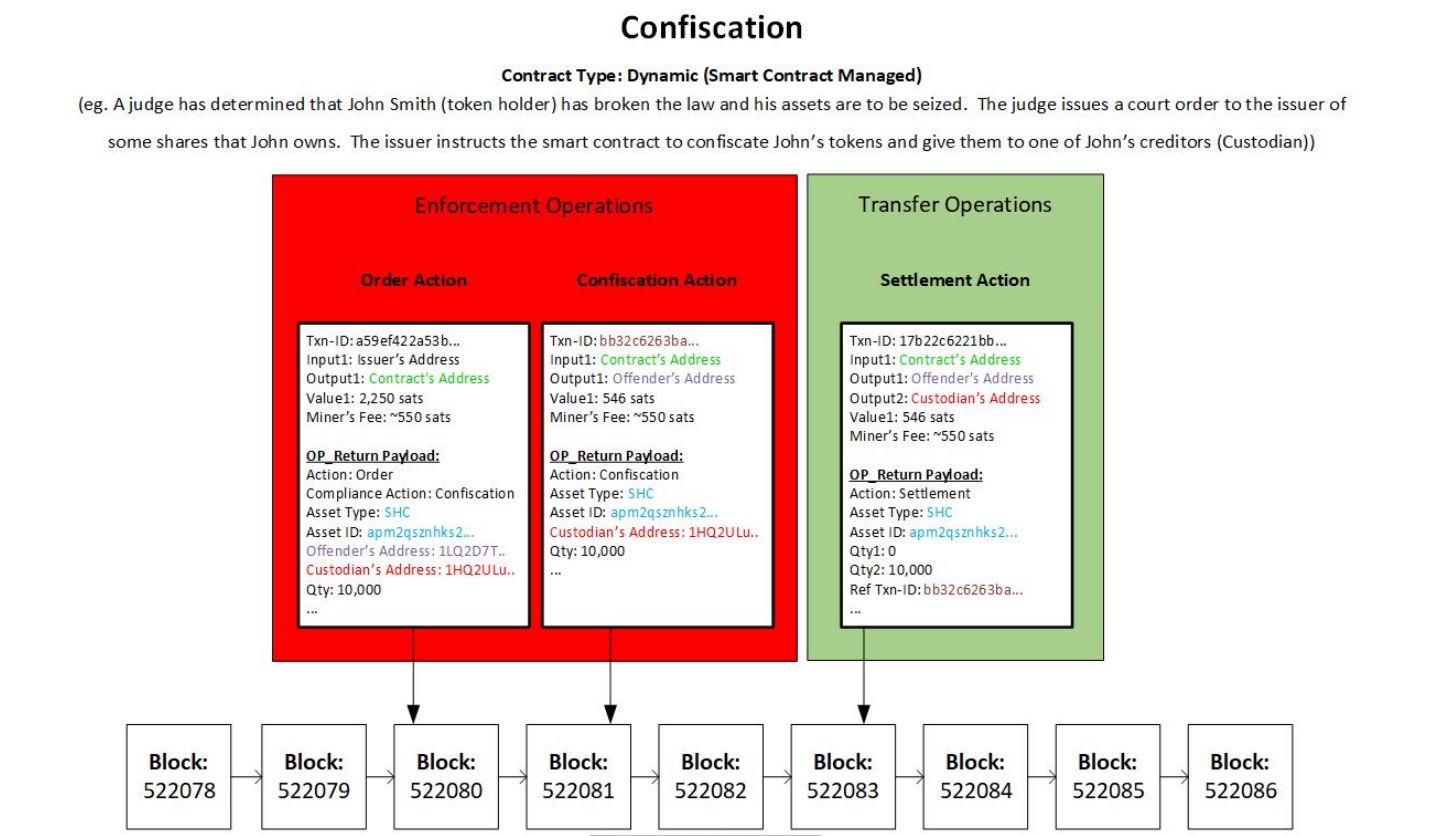 Confiscation
Contract Type: Dynamic (Smart Contract Managed)
(eg. A judge has determined that John Smith (token holder) has broken the law and his assets are to be seized.  The judge issues a court order to the issuer of
some shares that John owns.  The issuer instructs the smart contract to confiscate John’s tokens and give them to one of John’s creditors (Custodian))
Enforcement Operations
Order Action
Txn-ID: a59ef422a53b...
Input1: Issuer’s Address
Output1: Contract's Address
Value1: 2,250 sats
Miner’s Fee: ~550 sats
OP_Return Payload:
Action: Order
Compliance Action: Confiscation
Asset Type: SHC
Asset ID: apm2qsznhks2...
Offender’s Address: 1LQ2D7T..
Custodian’s Address: 1HQ2ULu..
Qty: 10,000
...
Confiscation Action
Txn-ID: bb32c6263ba...
Input1: Contract’s Address
Output1: Offender’s Address
Value1: 546 sats
Miner’s Fee: ~550 sats
OP_Return Payload:
Action: Confiscation
Asset Type: SHC
Asset ID: apm2qsznhks2...
Custodian’s Address: 1HQ2ULu..
Qty: 10,000
...
Transfer Operations
Settlement Action
Txn-ID: 17b22c6221bb...
Input1: Contract’s Address
Output1: Offender's Address
Output2: Custodian’s Address
Value1: 546 sats
Miner’s Fee: ~550 sats
OP_Return Payload:
Action: Settlement
Asset Type: SHC
Asset ID: apm2qsznhks2...
Qty1: 0
Qty2: 10,000
Ref Txn-ID: bb32c6263ba...
...
Block:
522078
Block:
522079
Block:
522080
Block:
522081
Block:
522082
Block:
522083
Block:
522084
Block:
522085
Block:
522086